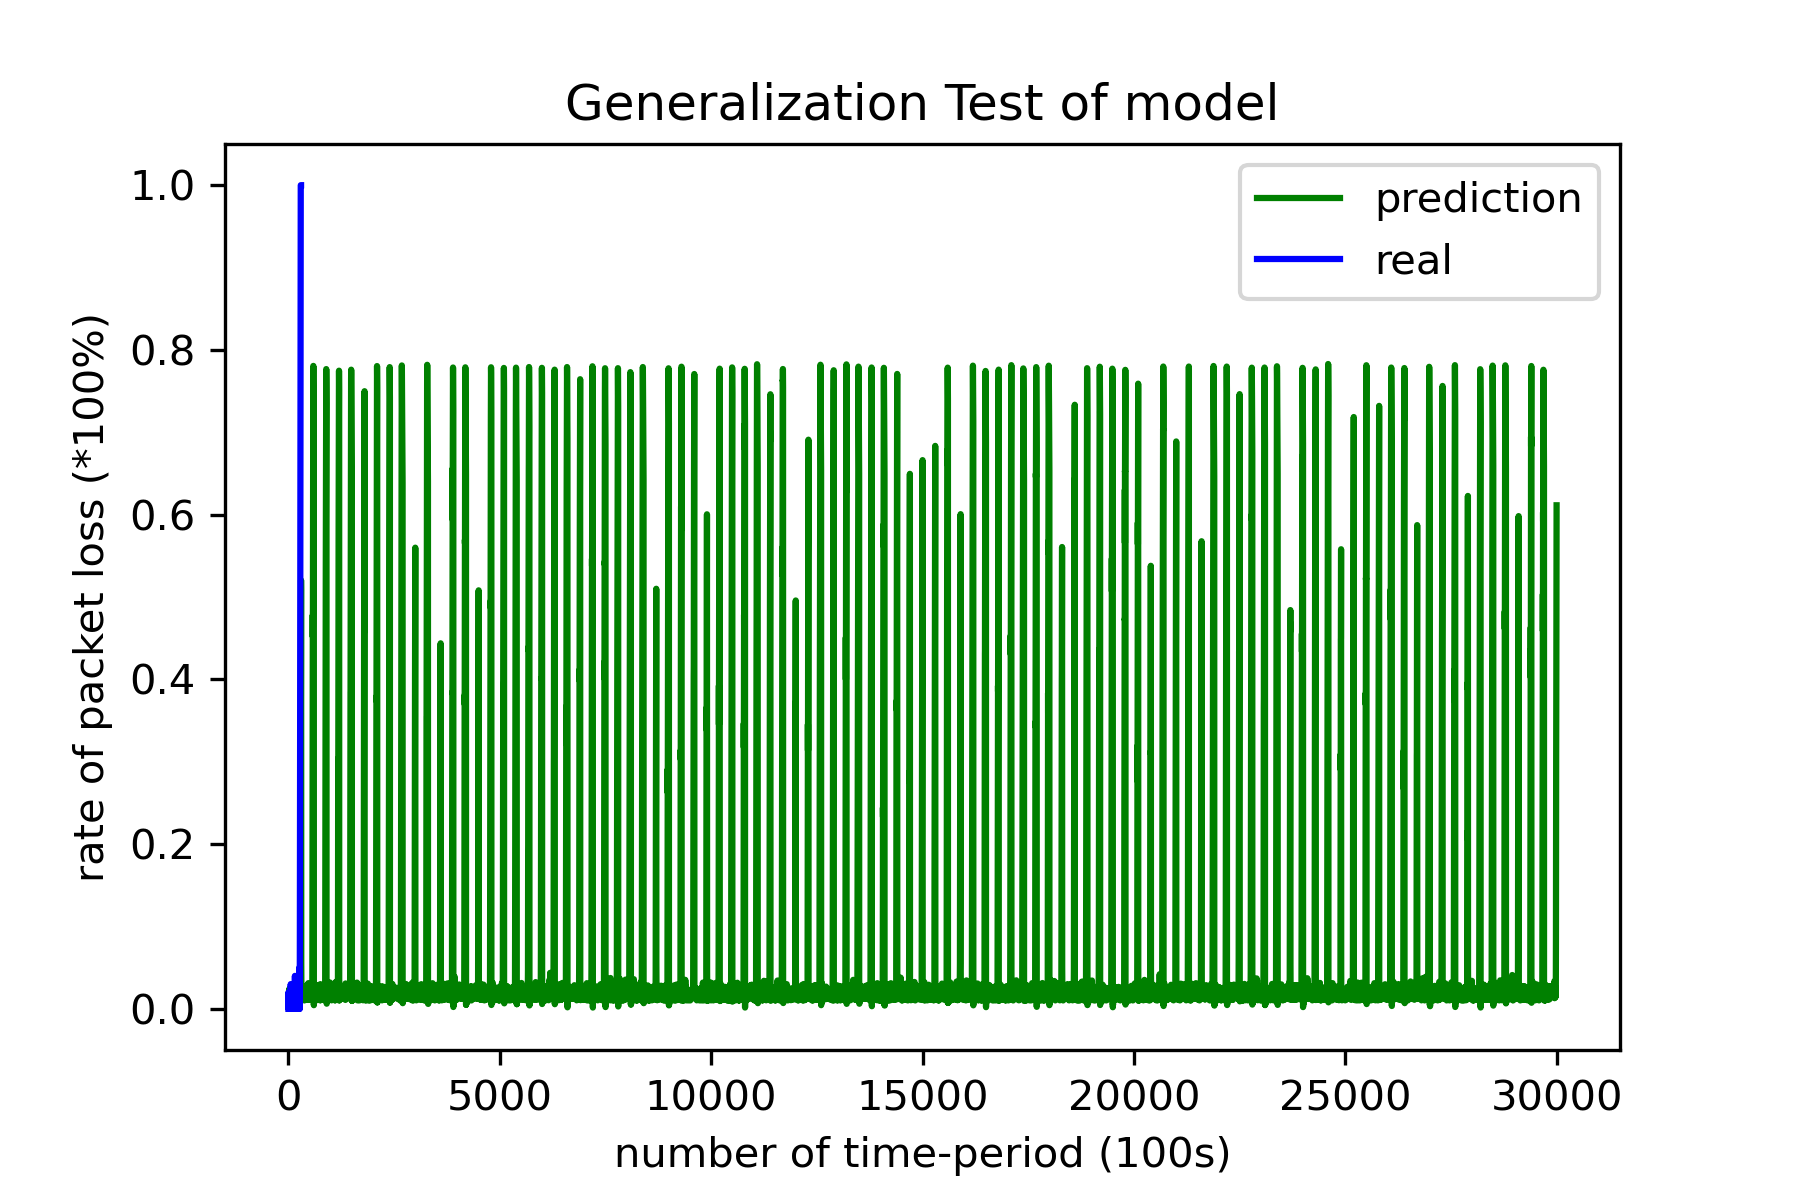 Generalization Test of model
prediction
real
rate of packet loss (*100%)
1.0
0.8
0.6
0.4
0.2
0.0
0 5000 10000 15000 20000 25000 30000
number of time-period (100s)